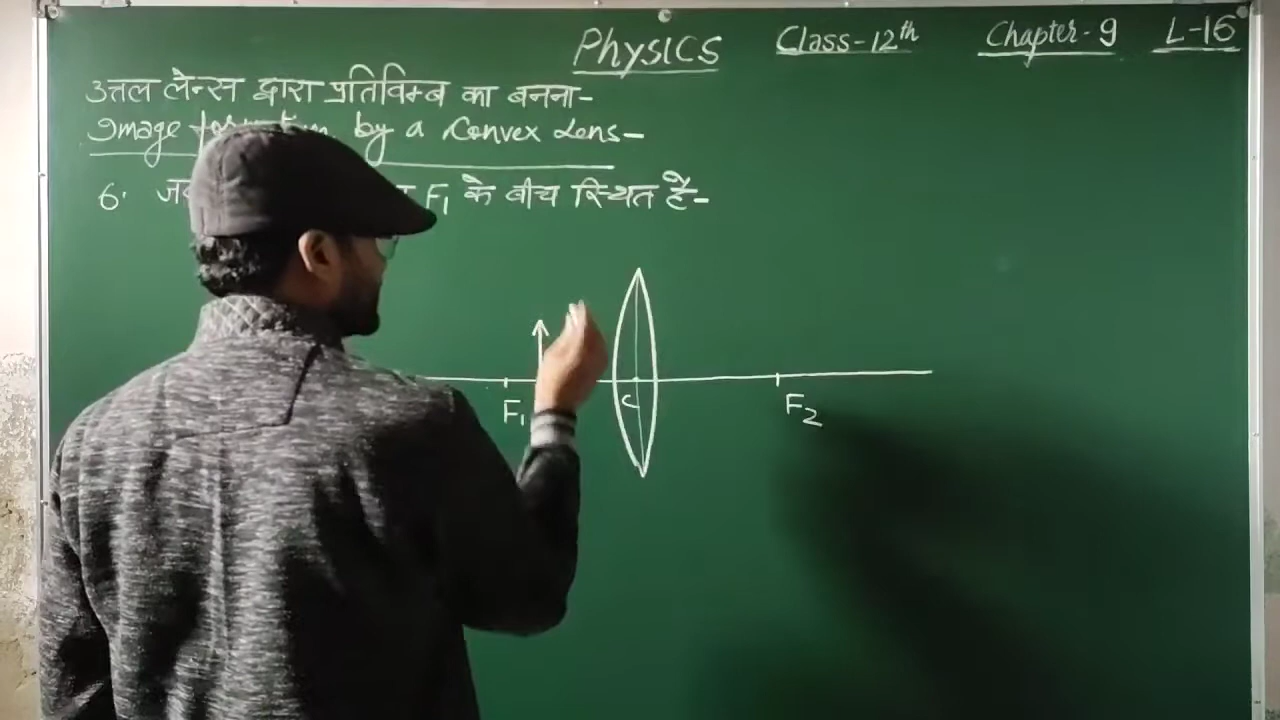 Physics Class-12th Chapter-9 L-16
उत्तल लेन्स द्वारा प्रतिविम्ब का बनना-
Image by a Convex Lens-
6. F₁ के बीच स्थित है-
F₁ C F₂